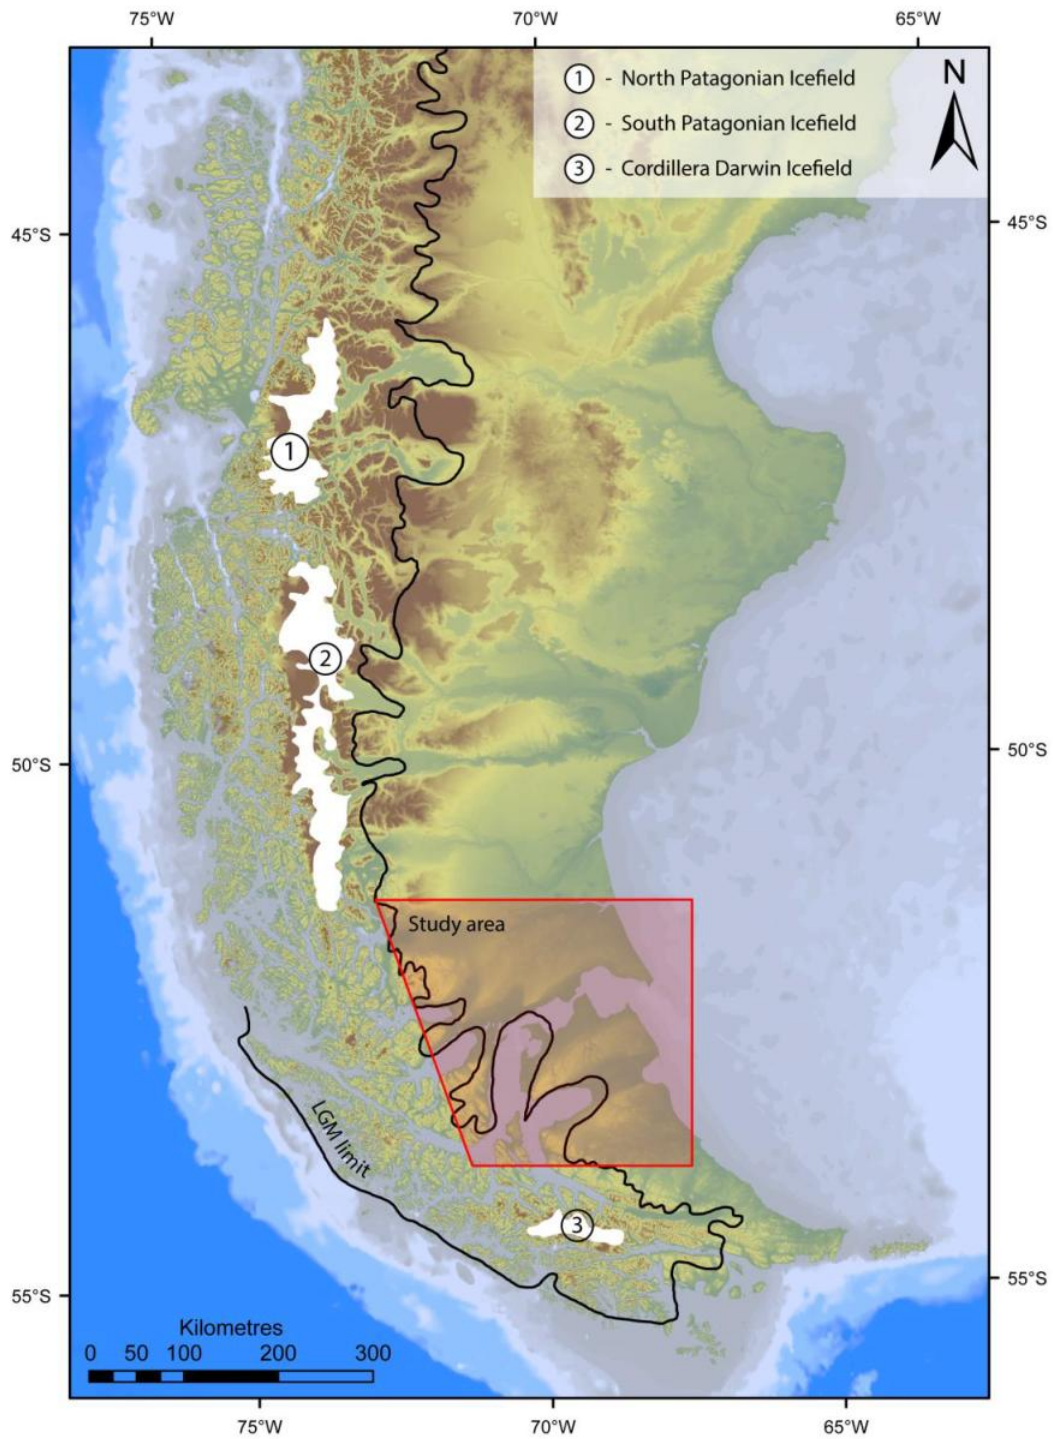 75°W 70°W 65°W
N
1 - North Patagonian Icefield
2 - South Patagonian Icefield
3 - Cordillera Darwin Icefield
45°S 45°S
1
2
50°S 50°S
Study area
LGM limit
3
55°S 55°S
Kilometres
0 50 100 200 300
75°W 70°W 65°W